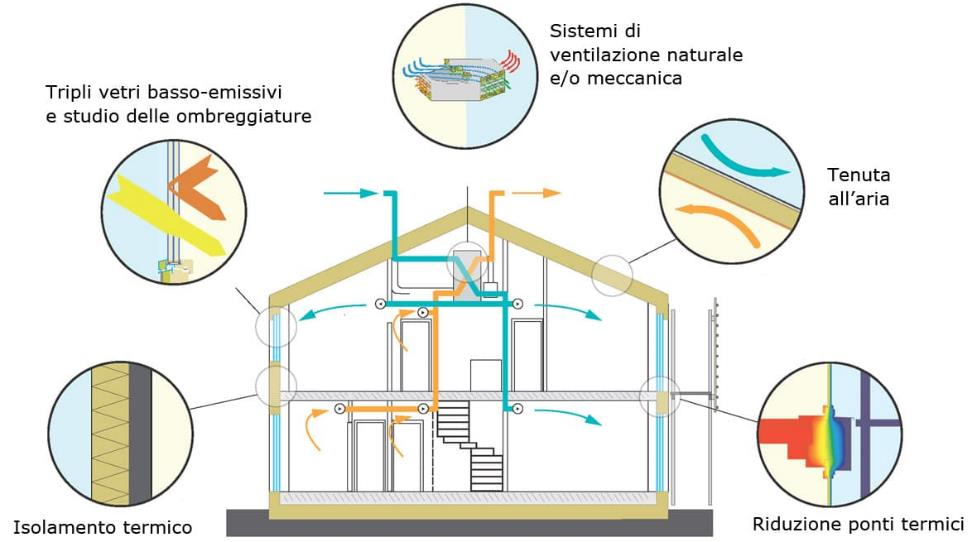 Sistemi di
ventilazione naturale
e/o meccanica
Tripli vetri basso-emissivi
e studio delle ombreggiature
Tenuta
all'aria
Isolamento termico
Riduzione ponti termici